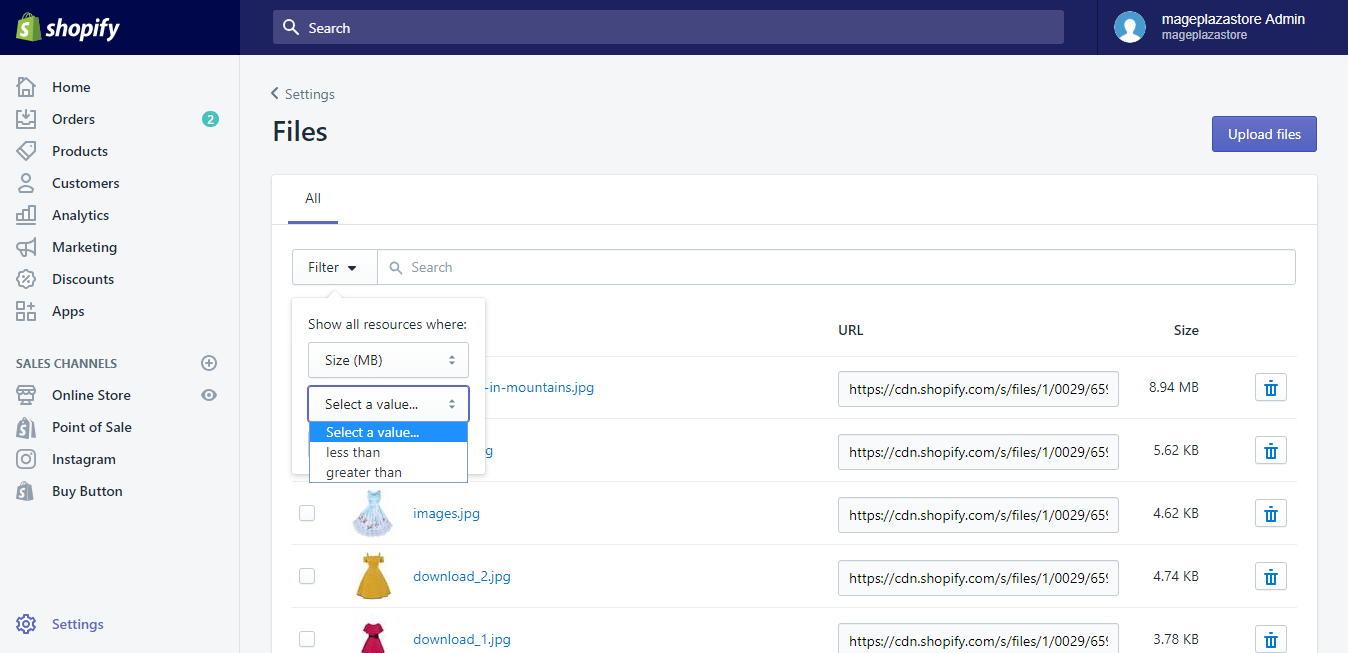 shopify
Search
mageplazastore Admin
mageplazastore
Home
Orders
2
Products
Customers
Analytics
Marketing
Discounts
Apps
SALES CHANNELS
Online Store
Point of Sale
Instagram
Buy Button
Settings
Settings
Files
Upload files
All
Filter
Search
Show all resources where:
Size (MB)
Select a value...
Select a value...
less than
greater than
URL
Size
-in-mountains.jpg
https://cdn.shopify.com/s/files/1/0029/659
8.94 MB
g
https://cdn.shopify.com/s/files/1/0029/659
5.62 KB
images.jpg
https://cdn.shopify.com/s/files/1/0029/659
4.62 KB
download_2.jpg
https://cdn.shopify.com/s/files/1/0029/659
4.74 KB
download_1.jpg
https://cdn.shopify.com/s/files/1/0029/659
3.78 KB